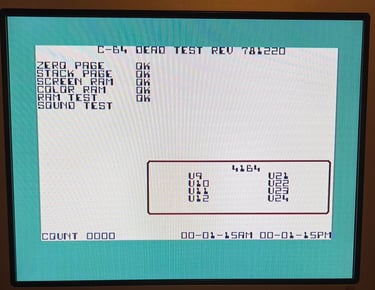 C-64 DEAD TEST REV 781220
ZERO PAGE OK
STACK PAGE OK
SCREEN RAM OK
COLOR RAM OK
RAM TEST OK
SOUND TEST
4164
U9 U21
U10 U22
U11 U23
U12 U24
COUNT 0000 00-01-15AM 00-01-15PM